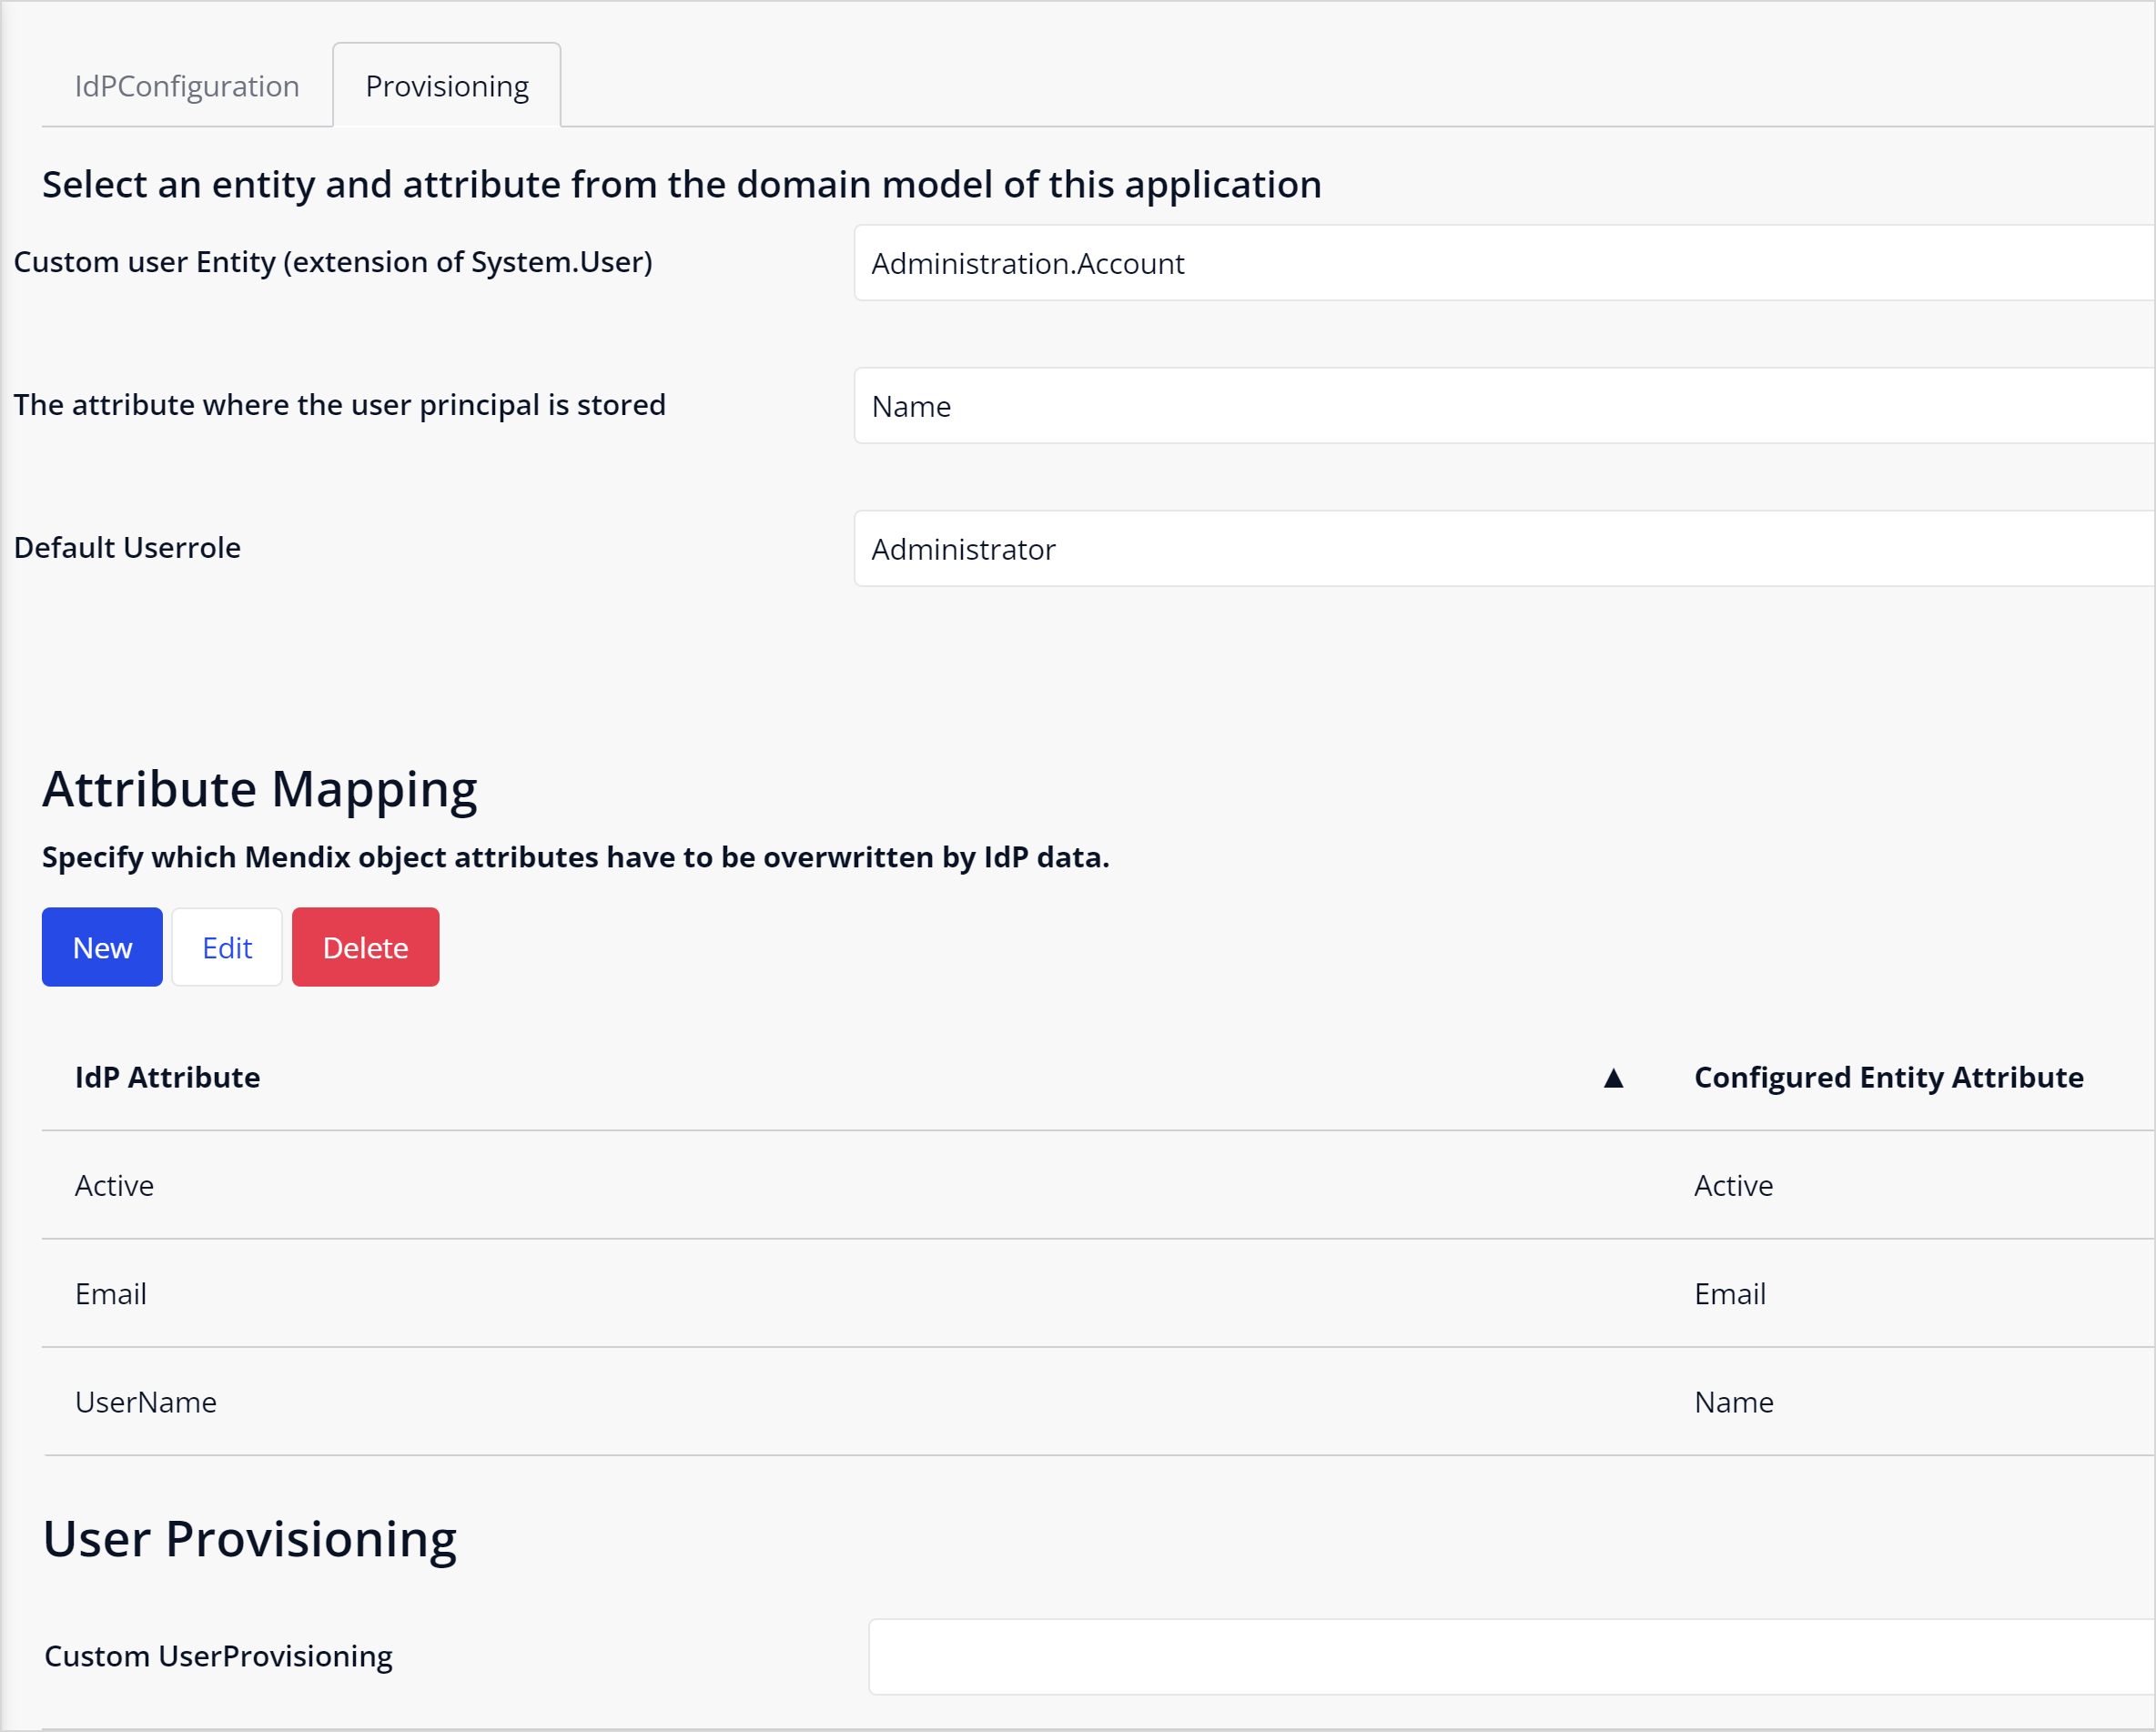 IdPConfiguration Provisioning
Select an entity and attribute from the domain model of this application
Custom user Entity (extension of System.User) Administration.Account
The attribute where the user principal is stored Name
Default Userrole Administrator
Attribute Mapping
Specify which Mendix object attributes have to be overwritten by IdP data.
New Edit Delete
IdP Attribute ▲ Configured Entity Attribute
Active Active
Email Email
UserName Name
User Provisioning
Custom UserProvisioning